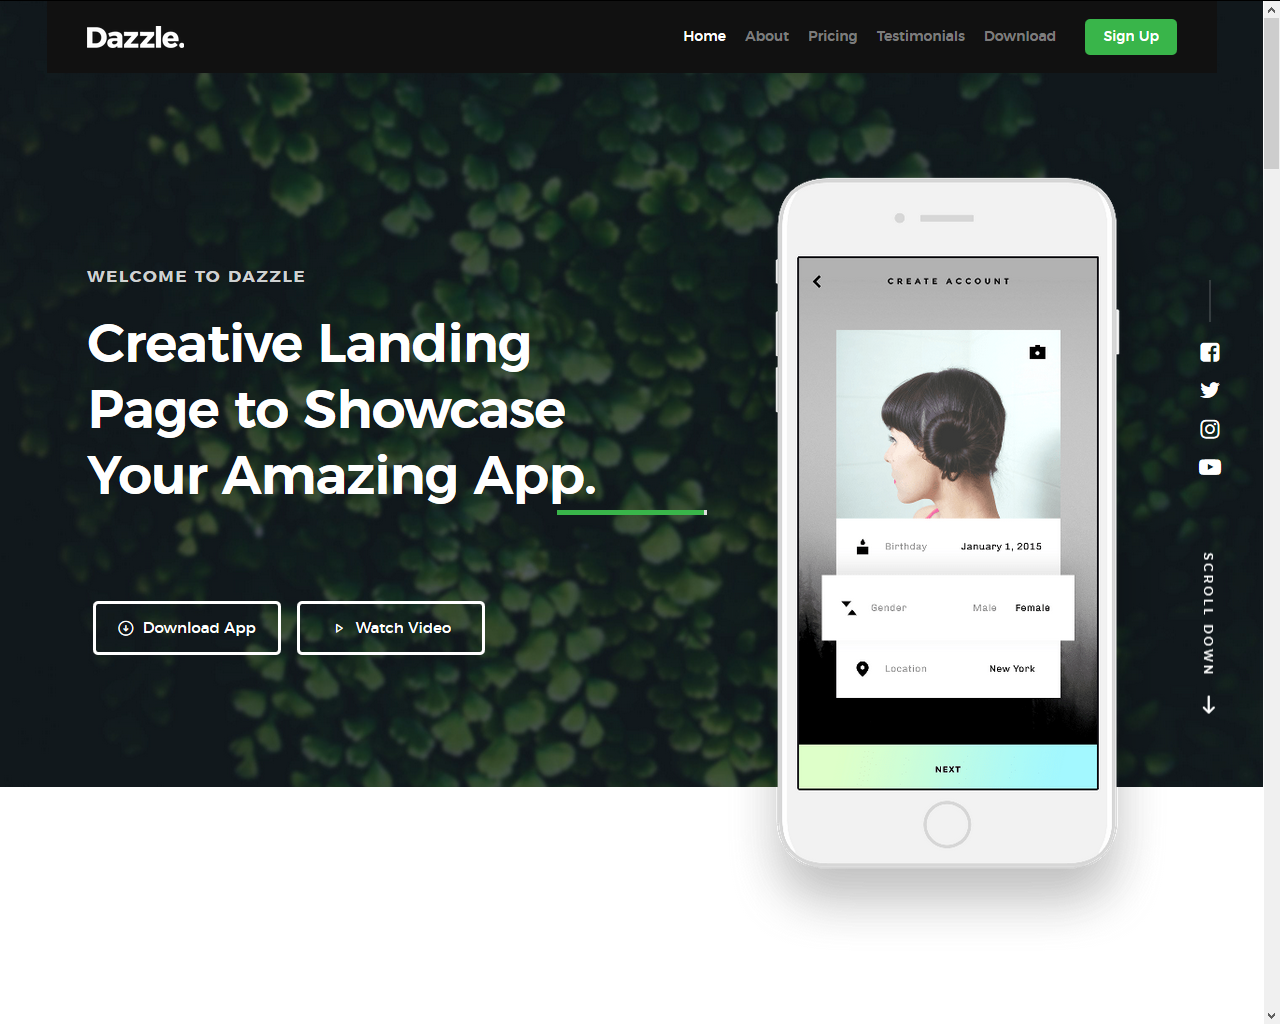 Dazzle.
Home About Pricing Testimonials Download Sign Up
WELCOME TO DAZZLE
Creative Landing
Page to Showcase
Your Amazing App.
Download App Watch Video
CREATE ACCOUNT
Birthday January 1, 2015
Gender Male Female
Location New York
NEXT
SCROLL DOWN